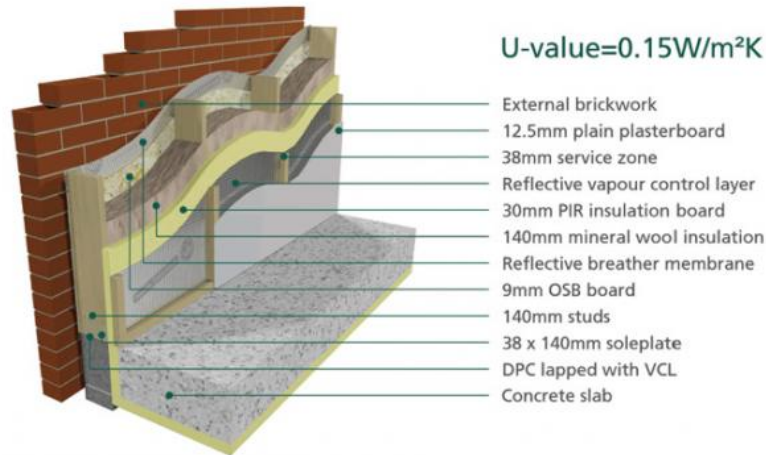 U-value=0.15W/m²K
External brickwork
12.5mm plain plasterboard
38mm service zone
Reflective vapour control layer
30mm PIR insulation board
140mm mineral wool insulation
Reflective breather membrane
9mm OSB board
140mm studs
38 x 140mm soleplate
DPC lapped with VCL
Concrete slab